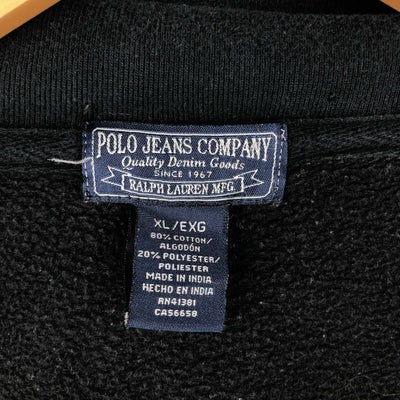 POLO JEANS COMPANY
Quality Denim Goods
SINCE 1967
RALPH LAUREN MFG.
XL/EXG
80% COTTON/
ALGODÓN
20% POLYESTER/
POLIESTER
MADE IN INDIA
HECHO EN INDIA
RN41381
CA56658